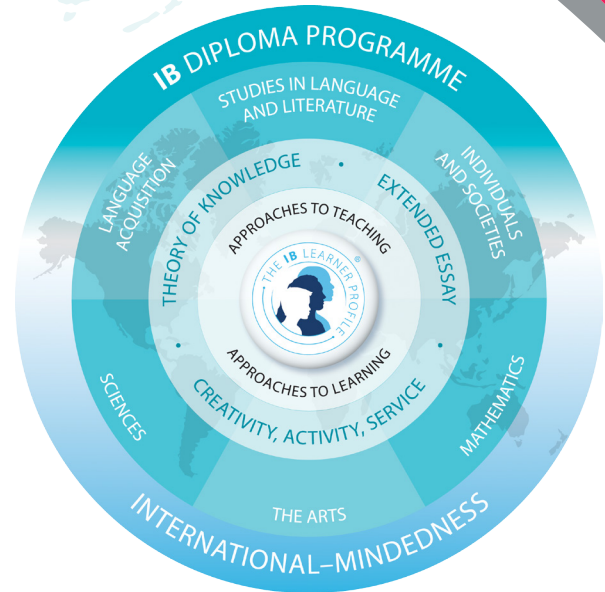 IB DIPLOMA PROGRAMME
STUDIES IN LANGUAGE
AND LITERATURE
LANGUAGE
ACQUISITION
INDIVIDUALS
AND SOCIETIES
THEORY OF KNOWLEDGE
•
EXTENDED ESSAY
APPROACHES TO TEACHING
THE IB LEARNER PROFILE
®
APPROACHES TO LEARNING
•
•
CREATIVITY, ACTIVITY, SERVICE
SCIENCES
MATHEMATICS
THE ARTS
INTERNATIONAL–MINDEDNESS